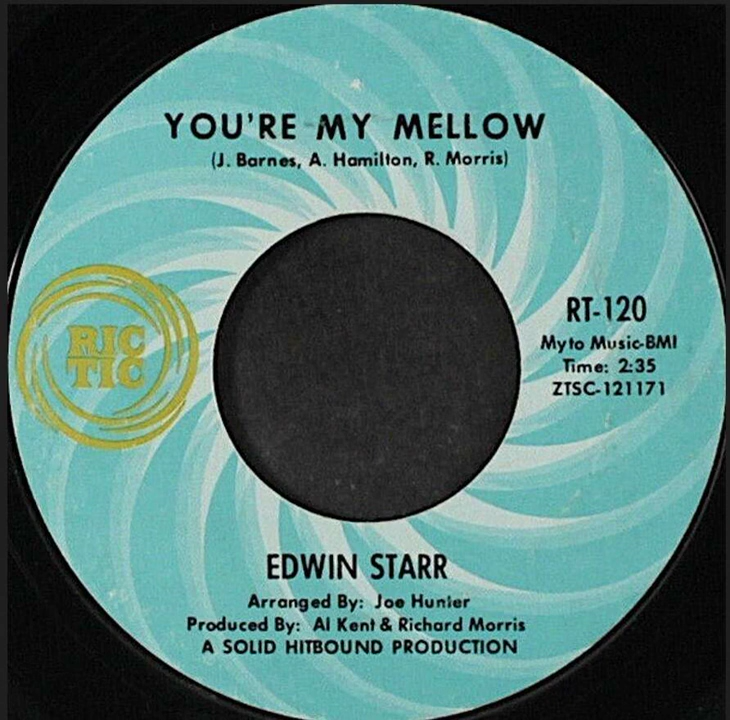 YOU'RE MY MELLOW
(J. Barnes, A. Hamilton, R. Morris)
RIC
TIC
RT-120
Myto Music-BMI
Time: 2:35
ZTSC-121171
EDWIN STARR
Arranged By: Joe Hunter
Produced By: Al Kent & Richard Morris
A SOLID HITBOUND PRODUCTION